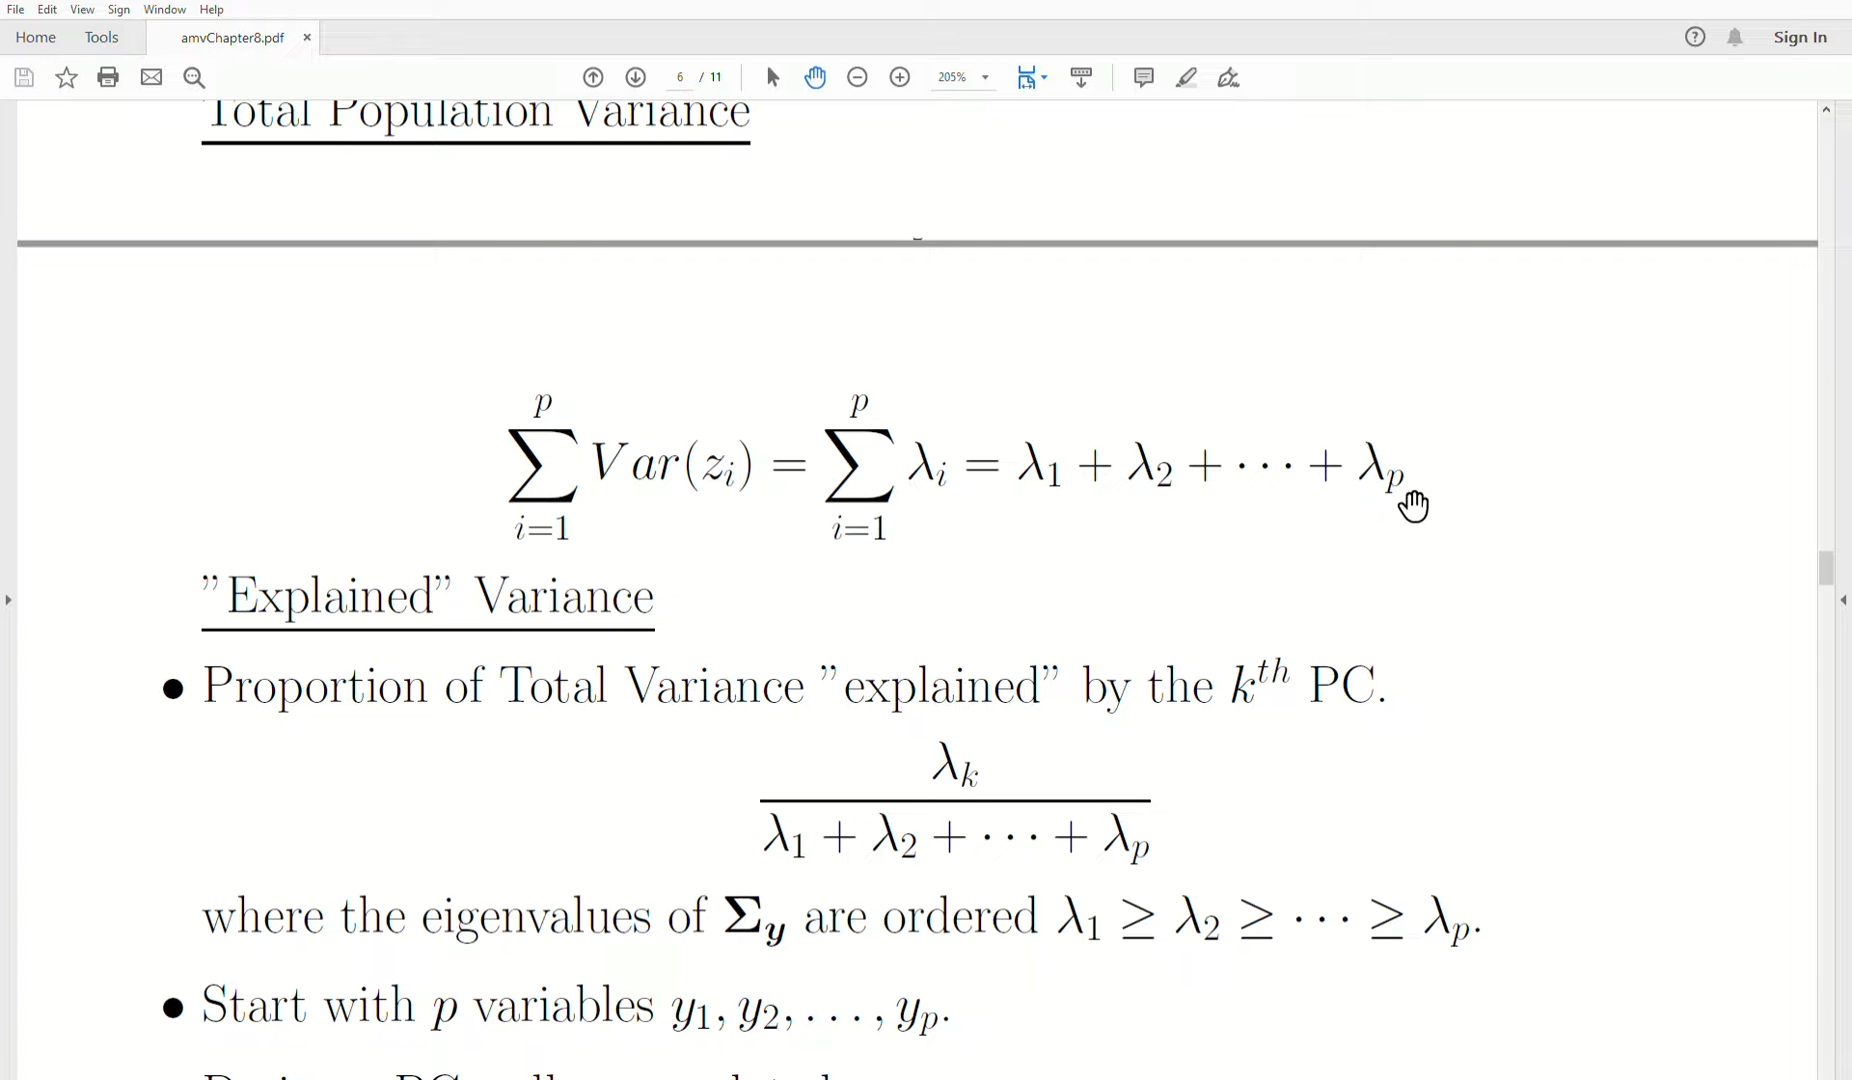 File Edit View Sign Window Help
Home Tools amvChapter8.pdf × Sign In
6 / 11 205%
Total Population Variance
\sum_{i=1}^{p} Var(z_i) = \sum_{i=1}^{p} λ_i = λ_1 + λ_2 + ··· + λ_p
”Explained” Variance
● Proportion of Total Variance ”explained” by the k^{th} PC.
\frac{λ_k}{λ_1 + λ_2 + ··· + λ_p}
where the eigenvalues of Σ_y are ordered λ_1 ≥ λ_2 ≥ ··· ≥ λ_p.
● Start with p variables y_1, y_2, . . . , y_p.